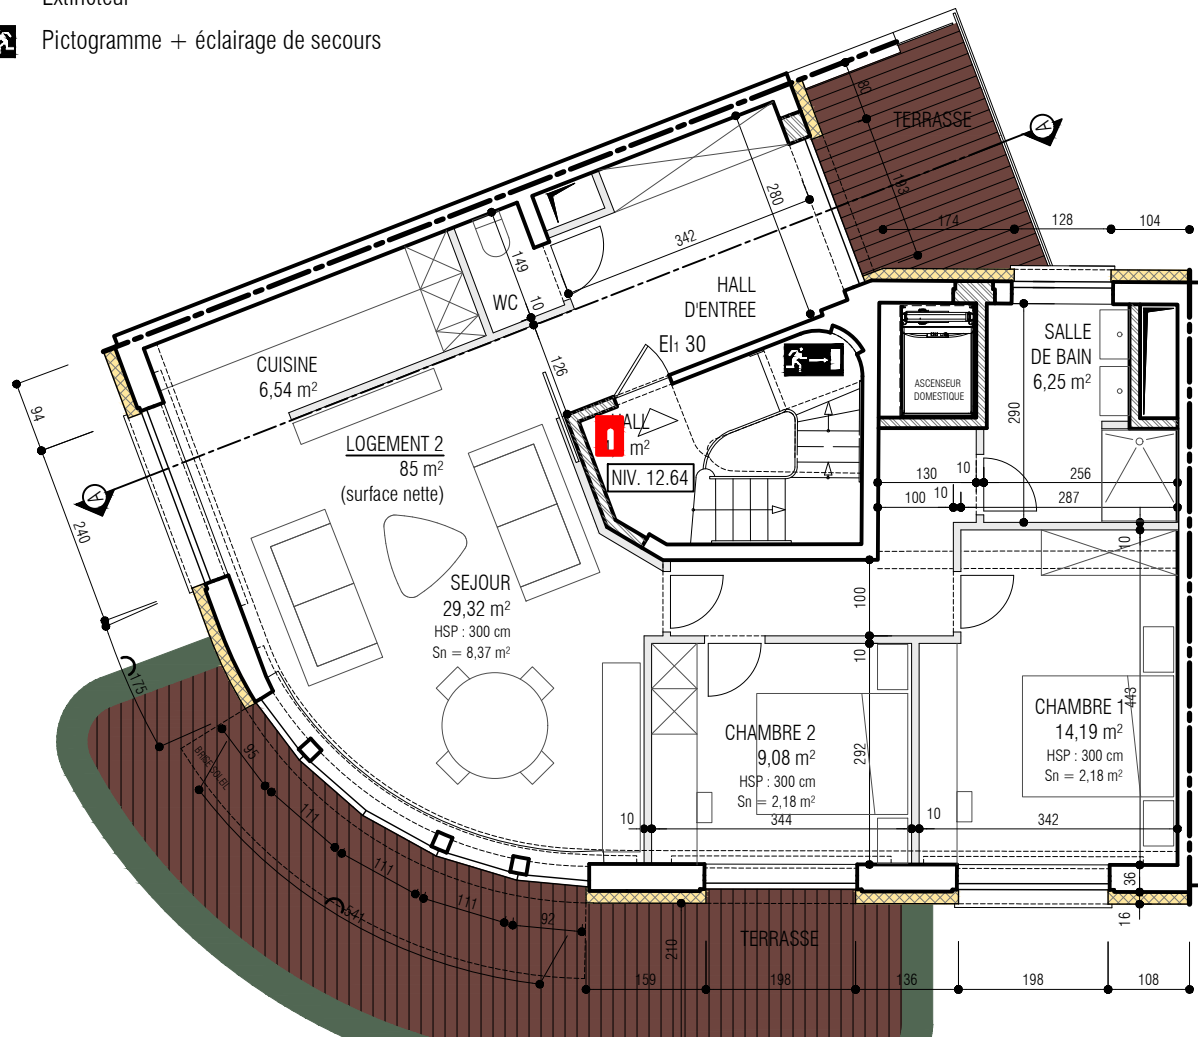 Extincteur
Pictogramme + éclairage de secours
TERRASSE
80
193
174
128
104
280
342
149
10
WC
HALL
D'ENTREE
EI1 30
126
CUISINE
6,54 m²
LOGEMENT 2
85 m²
(surface nette)
m²
NIV. 12.64
ASCENSEUR
DOMESTIQUE
SALLE
DE BAIN
6,25 m²
290
130
10
256
100
10
287
10
A
A
94
240
175
SEJOUR
29,32 m²
HSP : 300 cm
Sn = 8,37 m²
100
10
CHAMBRE 2
9,08 m²
HSP : 300 cm
Sn = 2,18 m²
292
CHAMBRE 1
14,19 m²
HSP : 300 cm
Sn = 2,18 m²
443
10
344
10
342
BRISE SOLEIL
95
111
111
111
92
541
36
16
210
TERRASSE
159
198
136
198
108